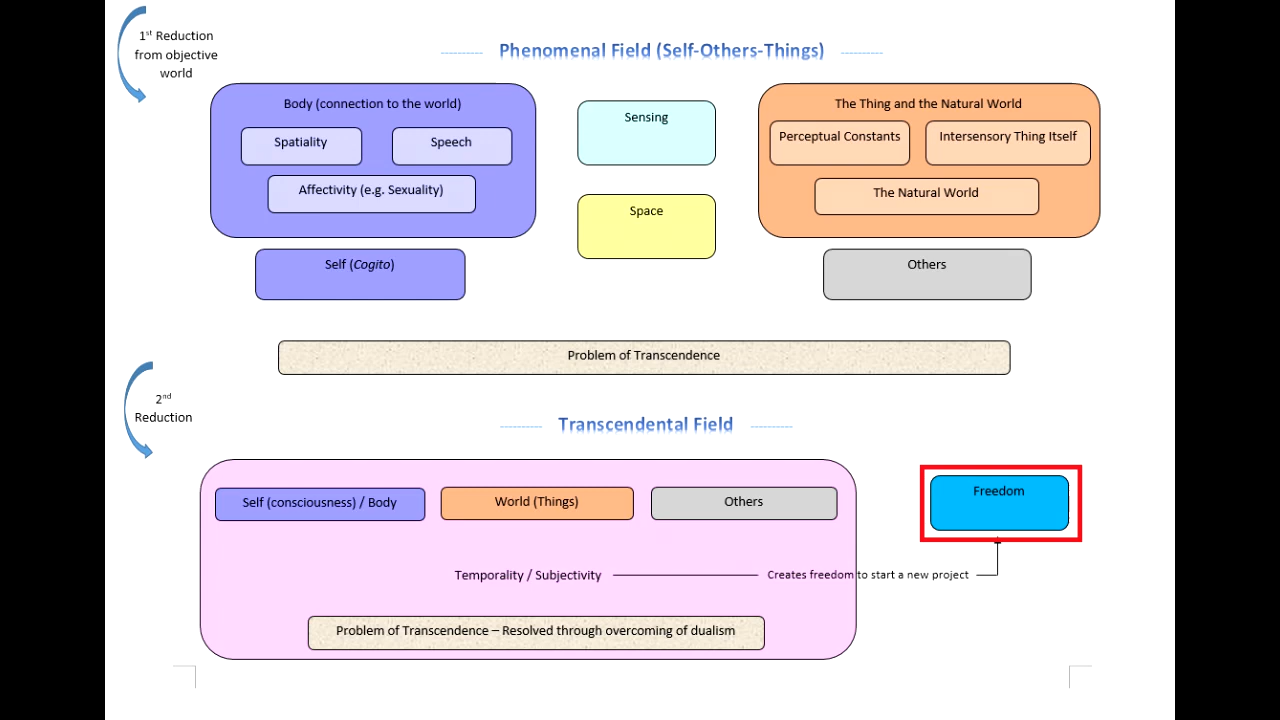 1st Reduction
from objective
world
---------- Phenomenal Field (Self-Others-Things) ----------
Body (connection to the world)
Spatiality
Speech
Affectivity (e.g. Sexuality)
Self (Cogito)
Sensing
Space
The Thing and the Natural World
Perceptual Constants
Intersensory Thing Itself
The Natural World
Others
Problem of Transcendence
2nd
Reduction
---------- Transcendental Field ----------
Self (consciousness) / Body
World (Things)
Others
Freedom
Temporality / Subjectivity
Creates freedom to start a new project
Problem of Transcendence – Resolved through overcoming of dualism